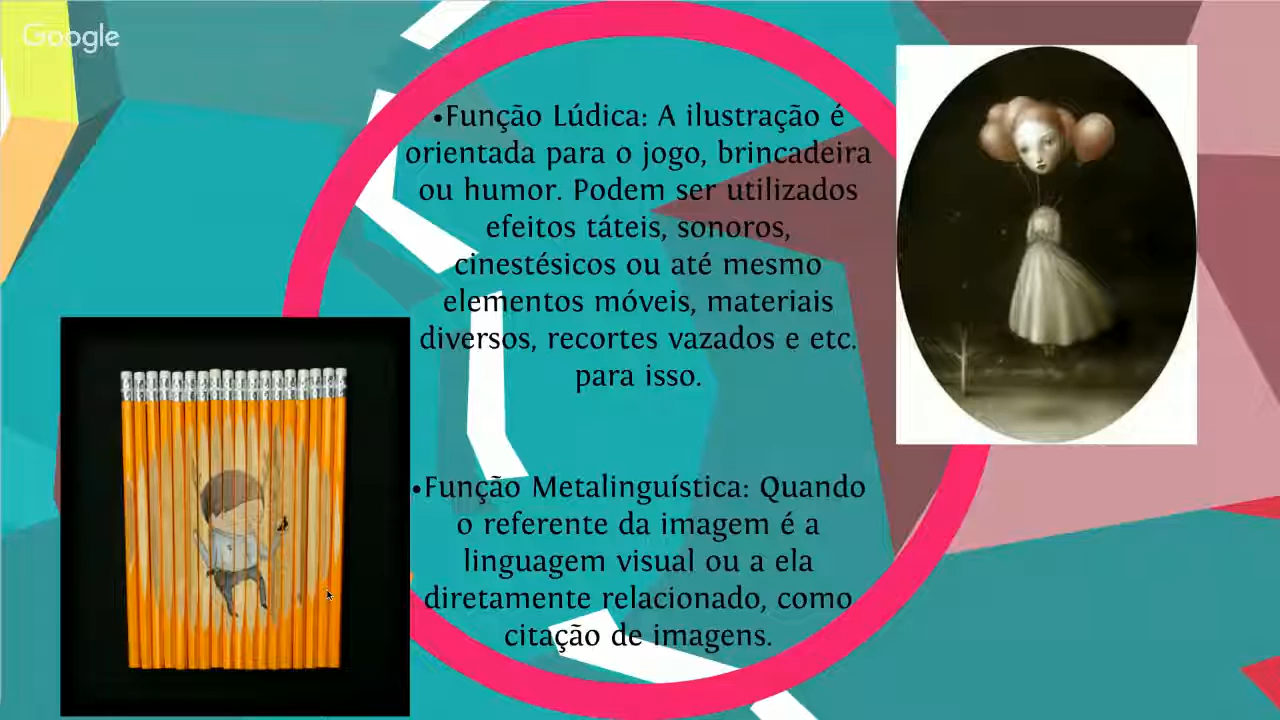 Google
•Função Lúdica: A ilustração é
orientada para o jogo, brincadeira
ou humor. Podem ser utilizados
efeitos táteis, sonoros,
cinestésicos ou até mesmo
elementos móveis, materiais
diversos, recortes vazados e etc.
para isso.
•Função Metalinguística: Quando
o referente da imagem é a
linguagem visual ou a ela
diretamente relacionado, como
citação de imagens.